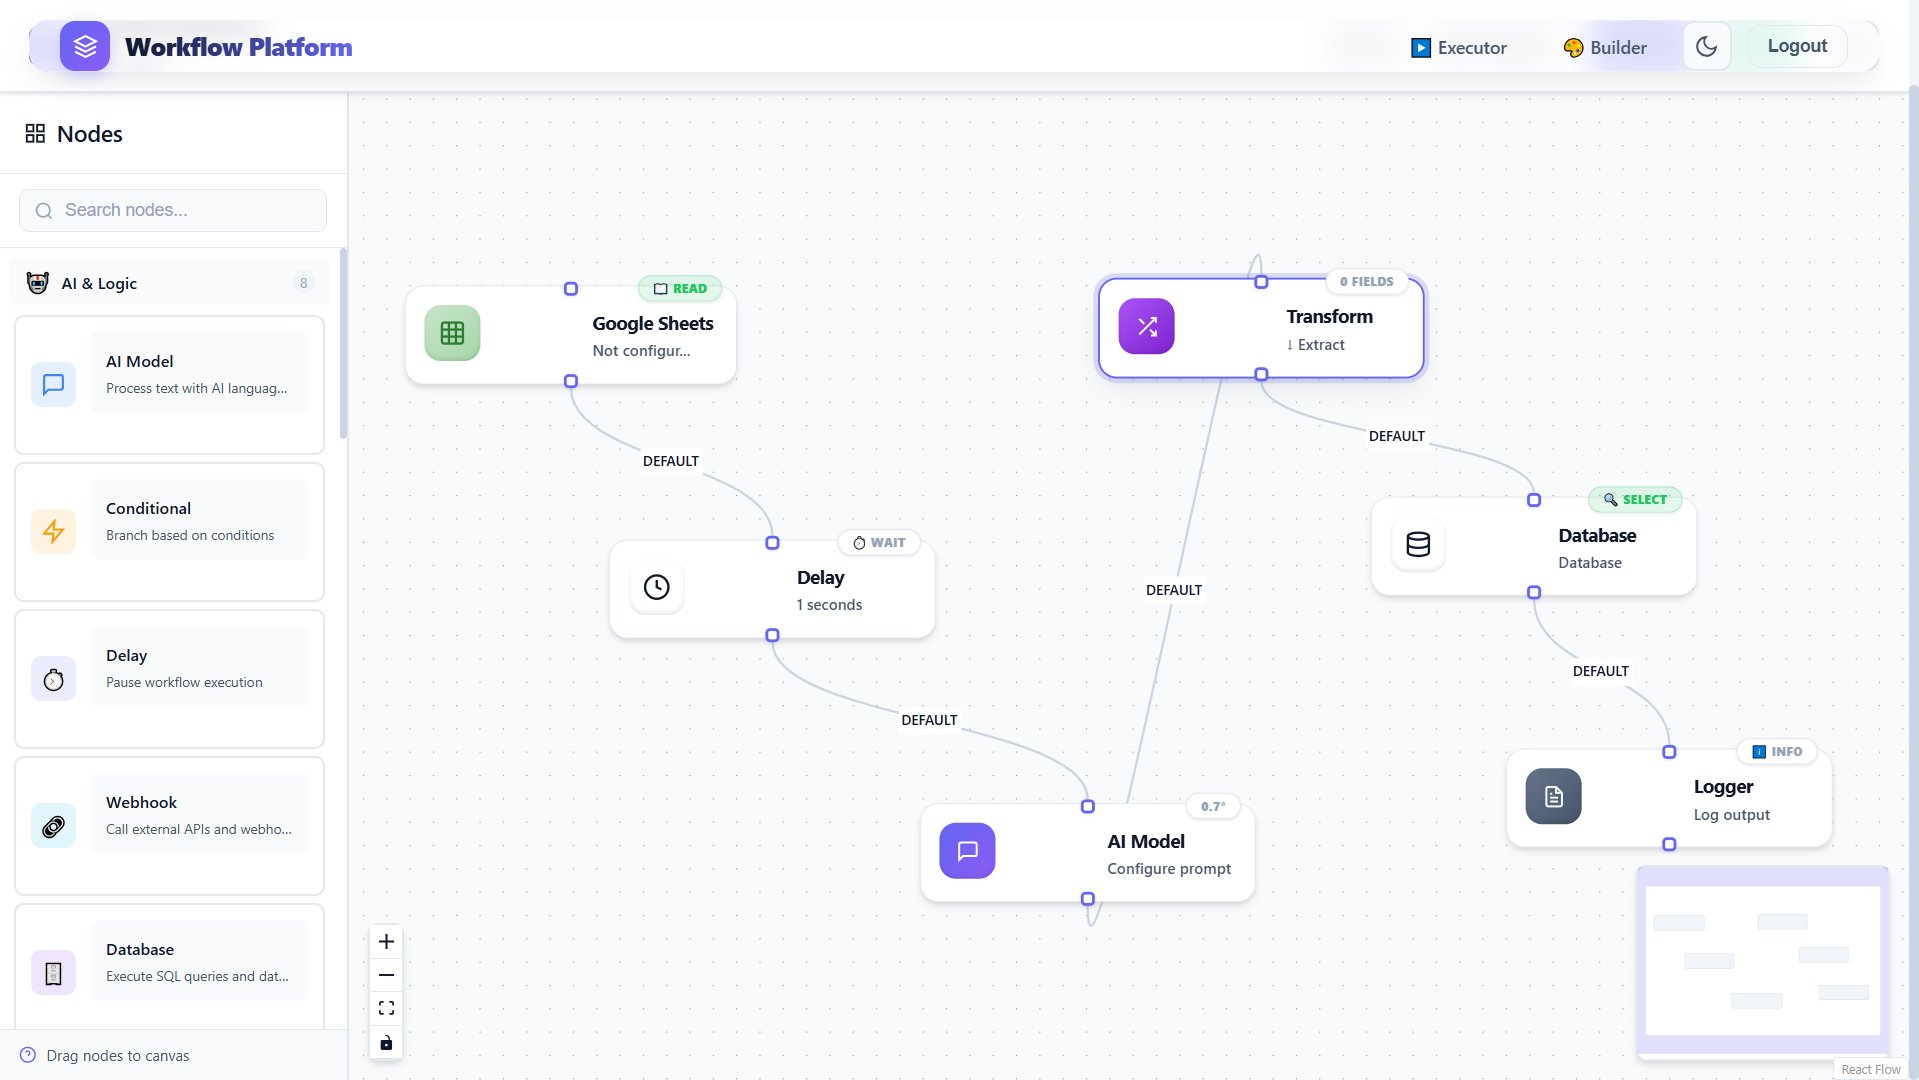 Workflow Platform
Executor
Builder
Logout
Nodes
Search nodes...
AI & Logic
8
AI Model
Process text with AI languag...
Conditional
Branch based on conditions
Delay
Pause workflow execution
Webhook
Call external APIs and webho...
Database
Execute SQL queries and dat...
Drag nodes to canvas
READ
Google Sheets
Not configur...
DEFAULT
WAIT
Delay
1 seconds
DEFAULT
0.7°
AI Model
Configure prompt
DEFAULT
0 FIELDS
Transform
↓ Extract
DEFAULT
SELECT
Database
Database
DEFAULT
INFO
Logger
Log output
React Flow